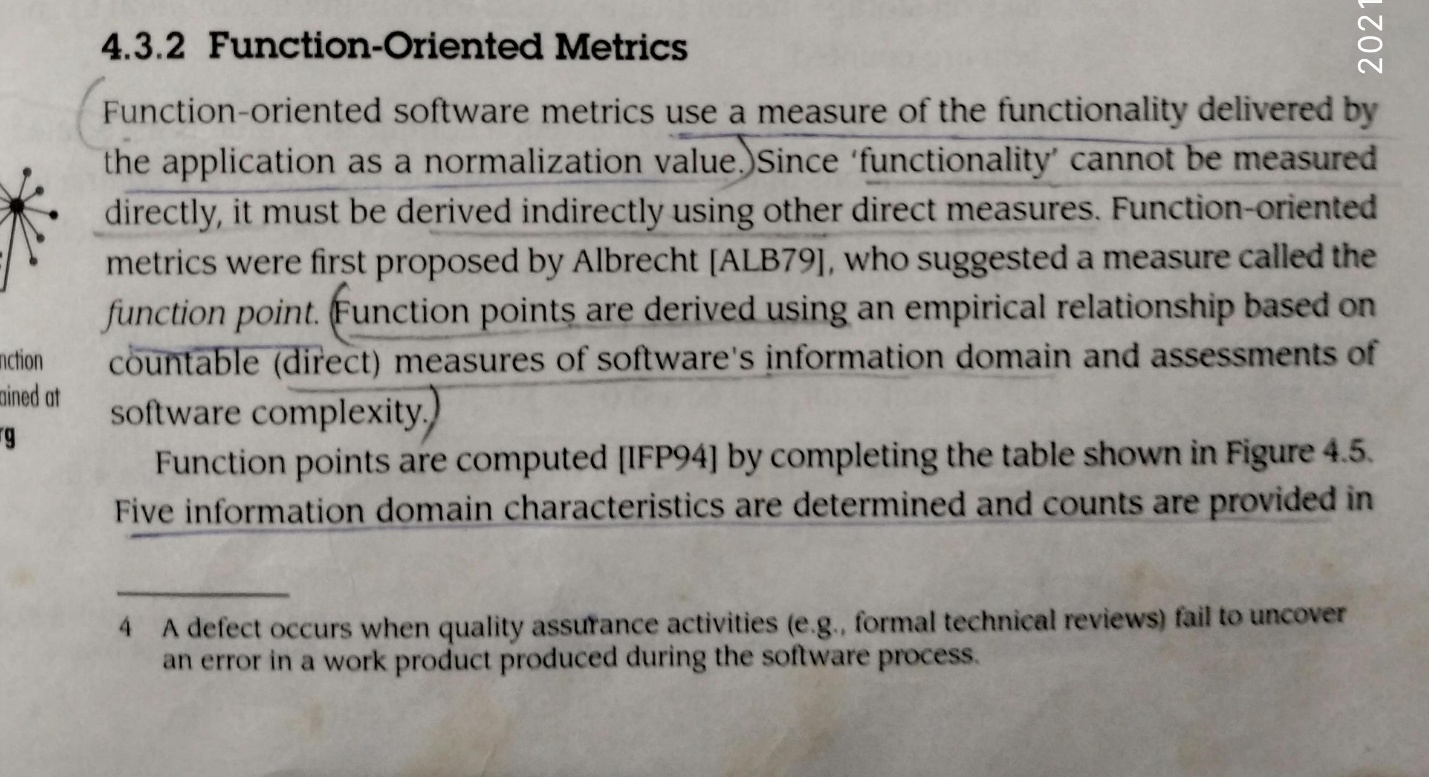 4.3.2 Function-Oriented Metrics
Function-oriented software metrics use a measure of the functionality delivered by
the application as a normalization value. Since 'functionality' cannot be measured
directly, it must be derived indirectly using other direct measures. Function-oriented
metrics were first proposed by Albrecht [ALB79], who suggested a measure called the
function point. Function points are derived using an empirical relationship based on
countable (direct) measures of software's information domain and assessments of
software complexity.
Function points are computed [IFP94] by completing the table shown in Figure 4.5.
Five information domain characteristics are determined and counts are provided in
4 A defect occurs when quality assurance activities (e.g., formal technical reviews) fail to uncover
an error in a work product produced during the software process.
2021
at